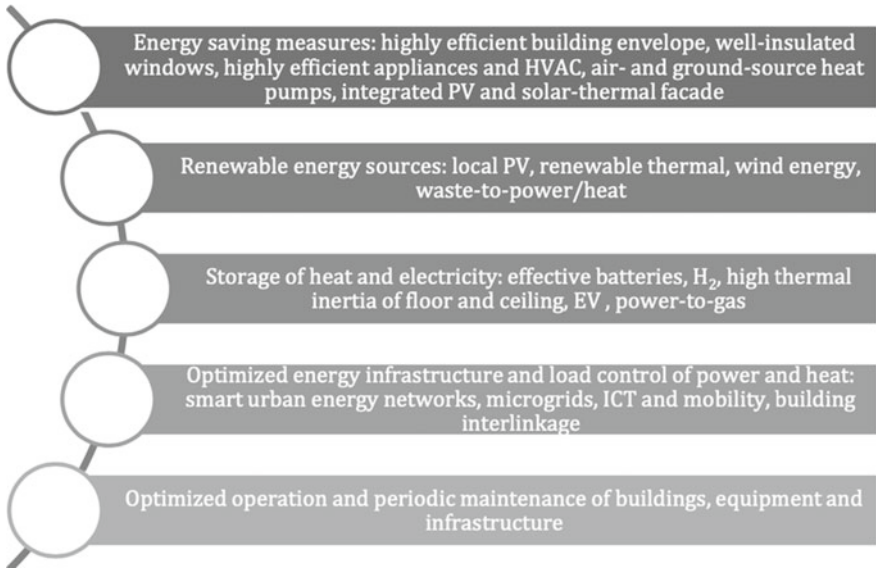 Energy saving measures: highly efficient building envelope, well-insulated
windows, highly efficient appliances and HVAC, air- and ground-source heat
pumps, integrated PV and solar-thermal facade
Renewable energy sources: local PV, renewable thermal, wind energy,
waste-to-power/heat
Storage of heat and electricity: effective batteries, H₂, high thermal
inertia of floor and ceiling, EV , power-to-gas
Optimized energy infrastructure and load control of power and heat:
smart urban energy networks, microgrids, ICT and mobility, building
interlinkage
Optimized operation and periodic maintenance of buildings, equipment and
infrastructure